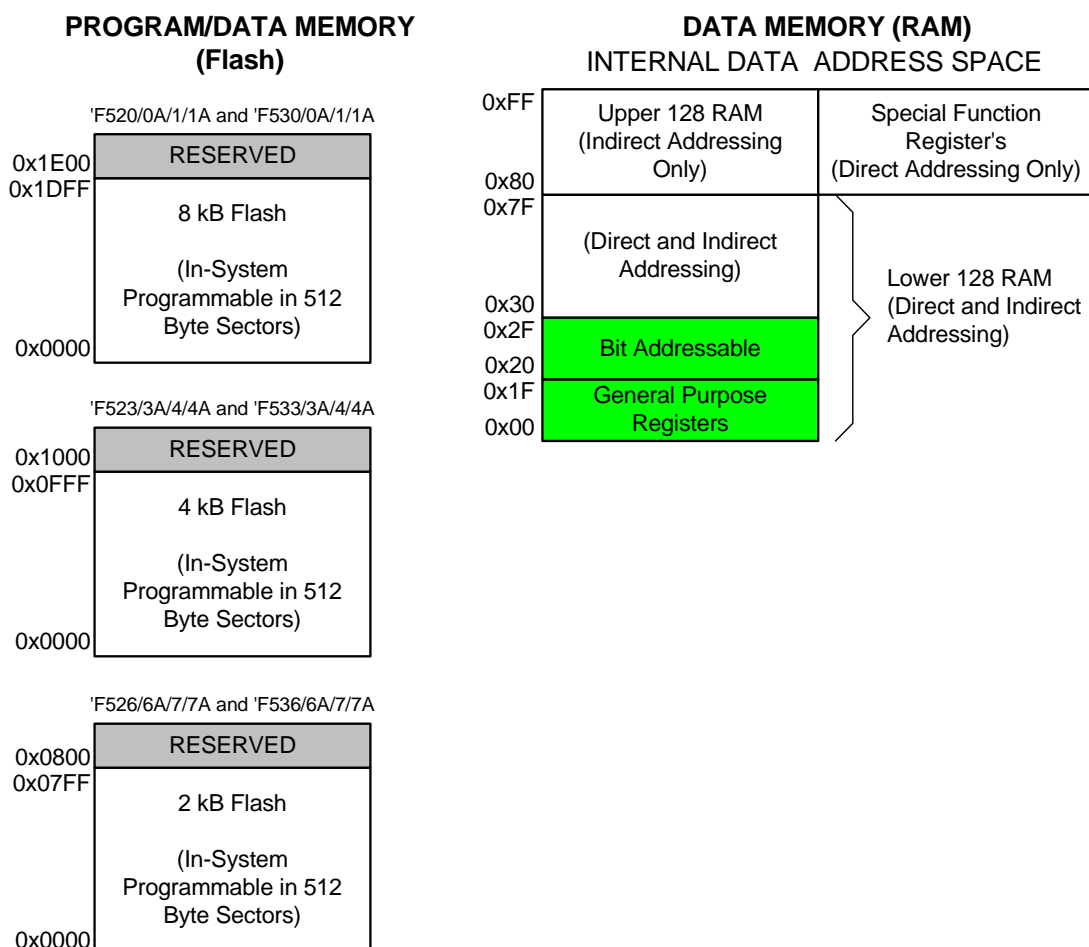 PROGRAM/DATA MEMORY
(Flash)
'F520/0A/1/1A and 'F530/0A/1/1A
RESERVED
0x1E00
0x1DFF
8 kB Flash
(In-System
Programmable in 512
Byte Sectors)
0x0000
'F523/3A/4/4A and 'F533/3A/4/4A
RESERVED
0x1000
0x0FFF
4 kB Flash
(In-System
Programmable in 512
Byte Sectors)
0x0000
'F526/6A/7/7A and 'F536/6A/7/7A
RESERVED
0x0800
0x07FF
2 kB Flash
(In-System
Programmable in 512
Byte Sectors)
0x0000
DATA MEMORY (RAM)
INTERNAL DATA ADDRESS SPACE
0xFF
Upper 128 RAM
(Indirect Addressing
Only)
0x80
Special Function
Register's
(Direct Addressing Only)
0x7F
(Direct and Indirect
Addressing)
0x30
0x2F
Bit Addressable
0x20
0x1F
General Purpose
Registers
0x00
Lower 128 RAM
(Direct and Indirect
Addressing)